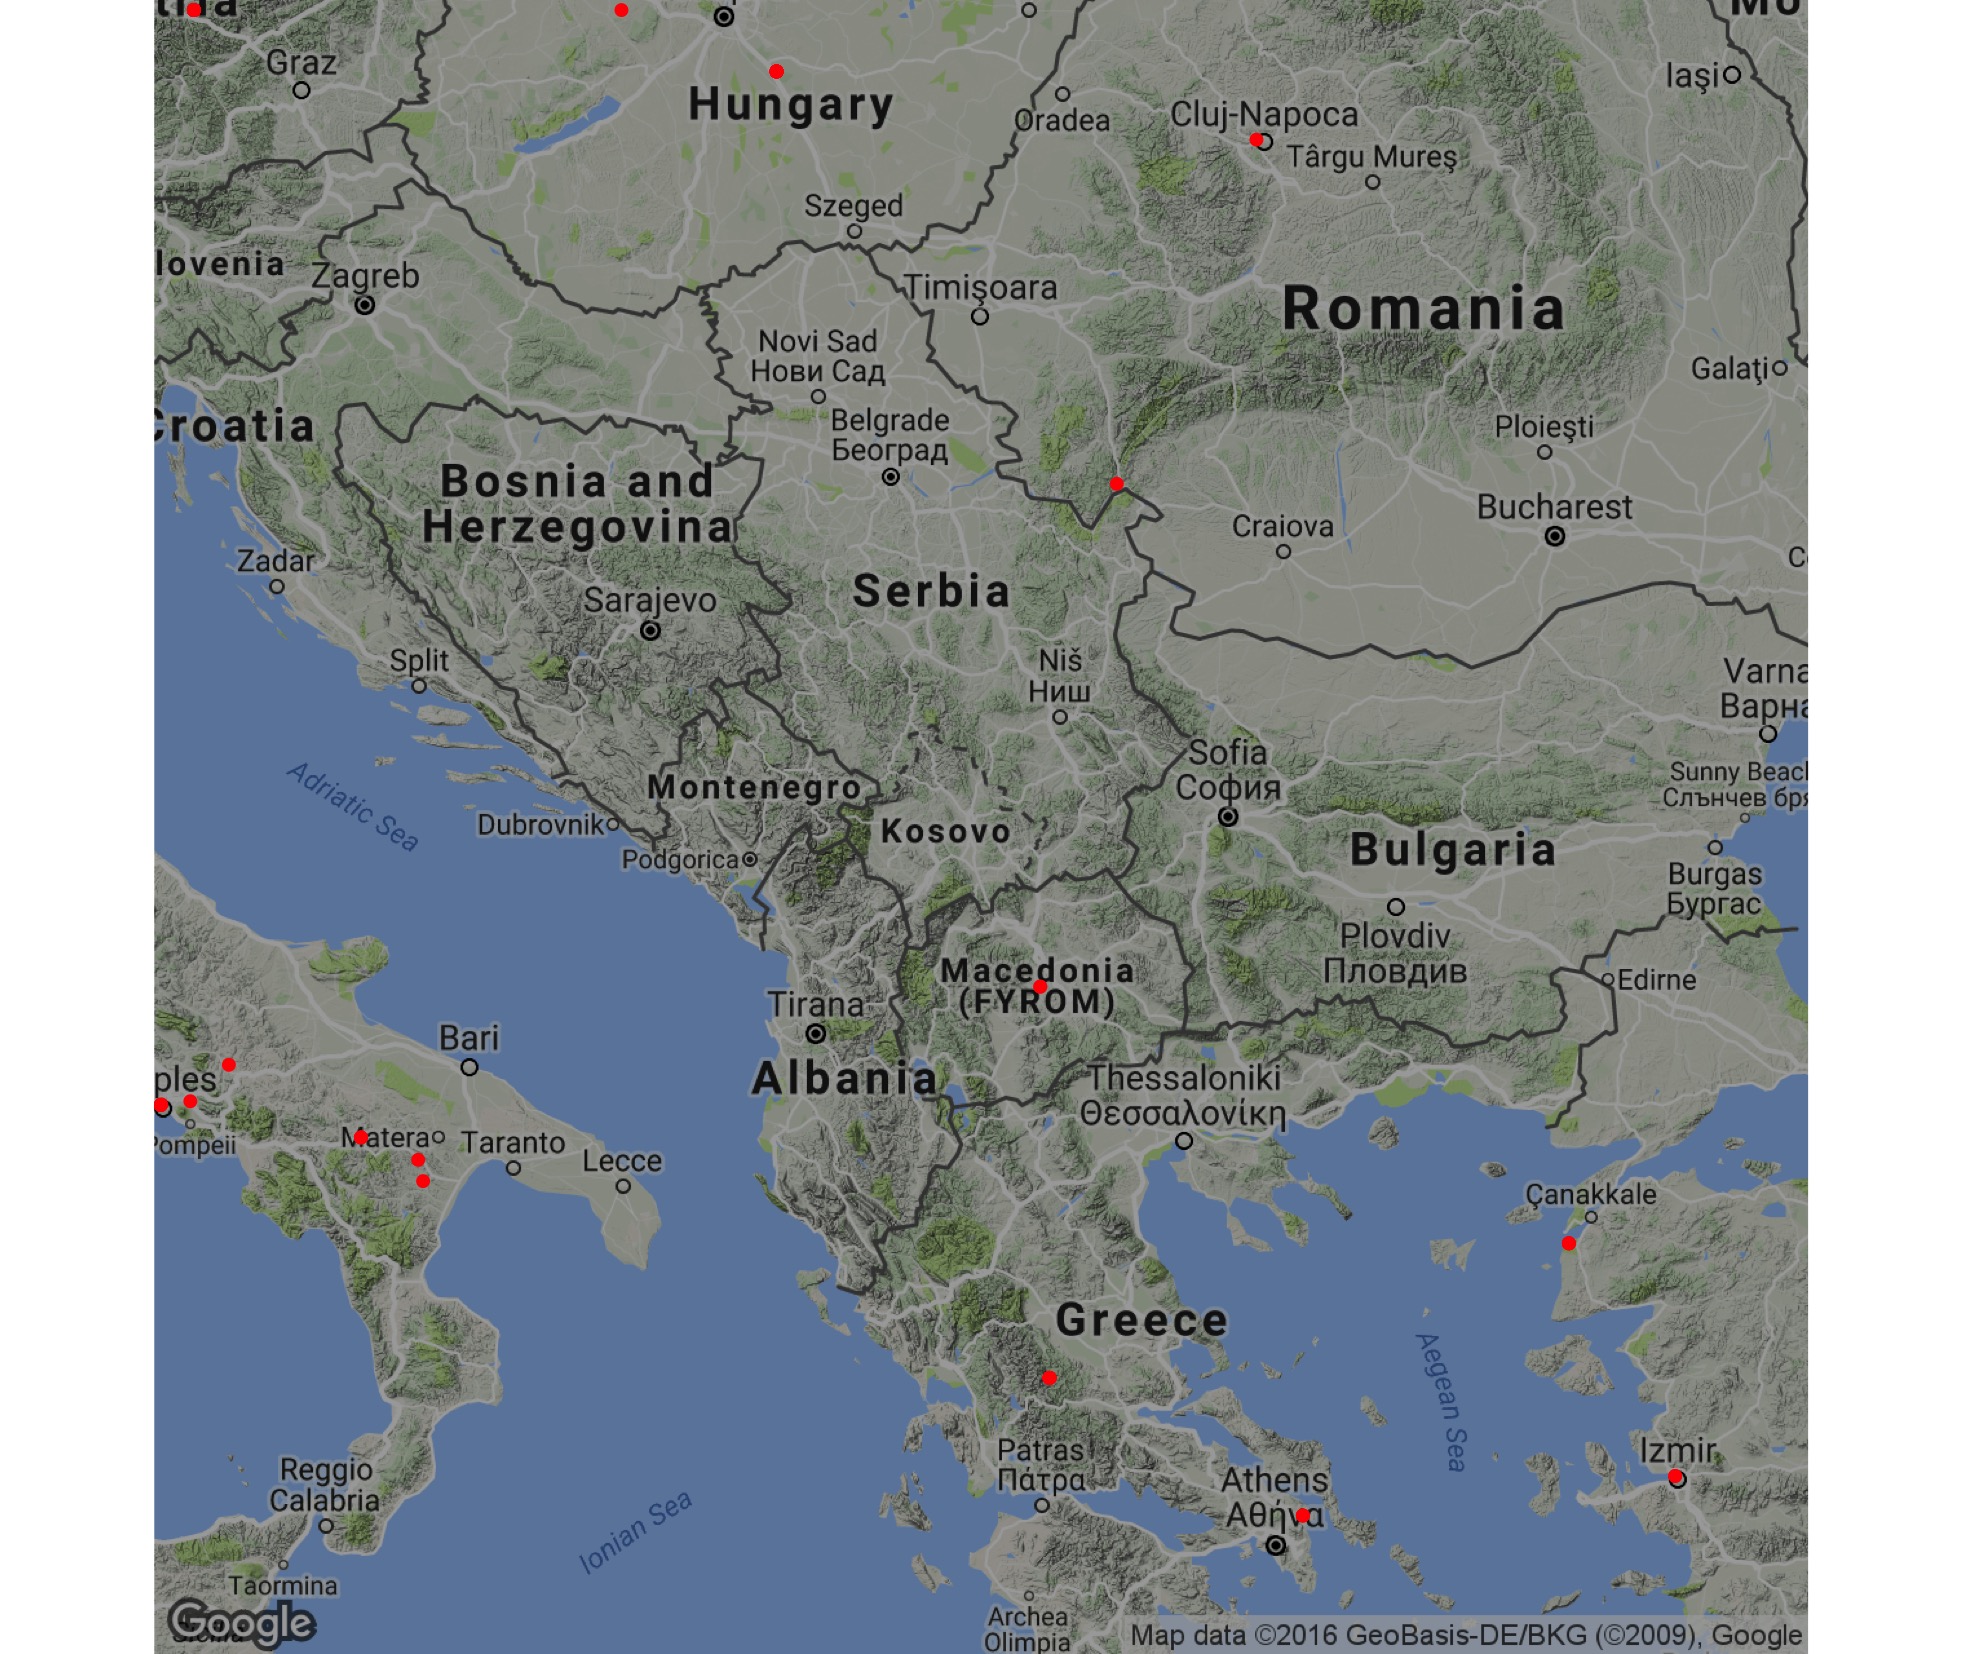 Graz
Hungary
Oradea
Cluj-Napoca
Târgu Mureş
Iaşi
Szeged
lovenia
Zagreb
Timişoara
Romania
Novi Sad
Нови Сад
Galaţi
Croatia
Belgrade
Београд
Ploieşti
Bosnia and
Herzegovina
Bucharest
Craiova
Zadar
Serbia
Sarajevo
Split
Niš
Ниш
Varna
Варна
Sofia
София
Adriatic Sea
Montenegro
Sunny Beach
Слънчев бря
Dubrovnik
Kosovo
Podgorica
Bulgaria
Burgas
Бургас
Plovdiv
Пловдив
Macedonia
(FYROM)
Edirne
Tirana
Bari
ples
Albania
Thessaloniki
Θεσσαλονίκη
Pompeii
Matera
Taranto
Lecce
Çanakkale
Greece
Aegean Sea
Patras
Πάτρα
Izmir
Reggio
Calabria
Athens
Αθήνα
Ionian Sea
Taormina
Google
Archea
Olimpia
Map data ©2016 GeoBasis-DE/BKG (©2009), Google